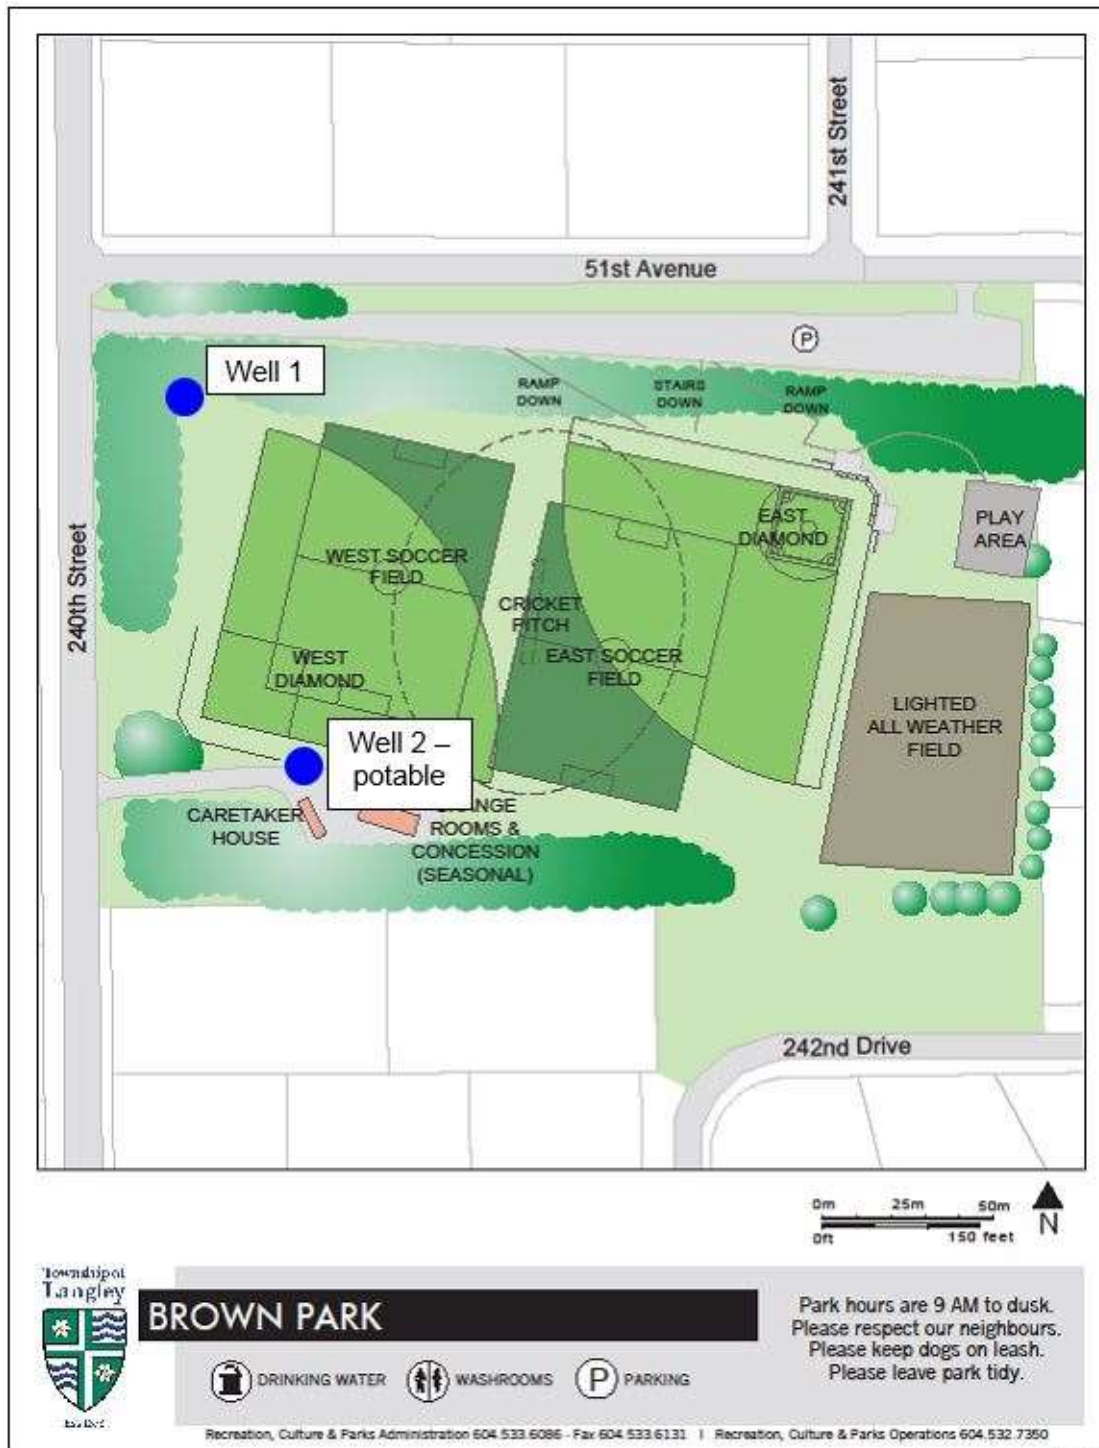 241st Street
51st Avenue
P
Well 1
RAMP
DOWN
STAIRS
DOWN
RAMP
DOWN
EAST
DIAMOND
PLAY
AREA
240th Street
WEST SOCCER
FIELD
CRICKET
PITCH
WEST
DIAMOND
EAST SOCCER
FIELD
LIGHTED
ALL WEATHER
FIELD
Well 2 –
potable
CARETAKER
HOUSE
ROOMS &
CONCESSION
(SEASONAL)
242nd Drive
0m 25m 50m
0ft 150 feet
N
Township of
Langley
BROWN PARK
DRINKING WATER WASHROOMS P PARKING
Park hours are 9 AM to dusk.
Please respect our neighbours.
Please keep dogs on leash.
Please leave park tidy.
Recreation, Culture & Parks Administration 604.533.6086 - Fax 604.533.6131 | Recreation, Culture & Parks Operations 604.532.7350